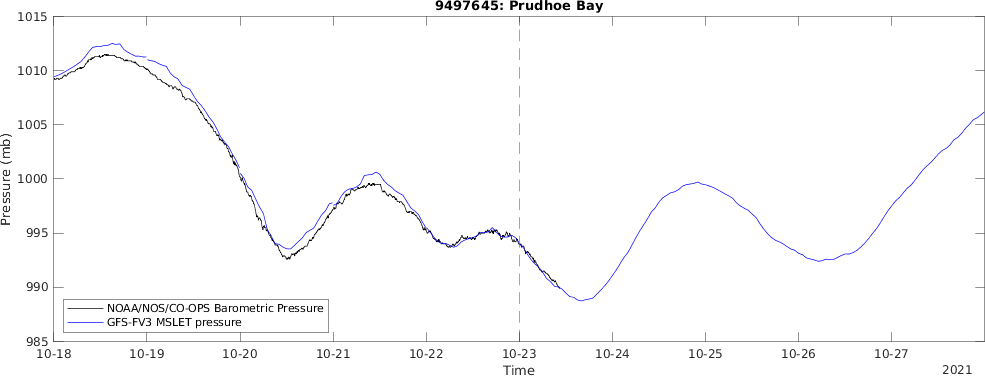 9497645: Prudhoe Bay
1015
1010
1005
1000
995
990
985
Pressure (mb)
NOAA/NOS/CO-OPS Barometric Pressure
GFS-FV3 MSLET pressure
10-18 10-19 10-20 10-21 10-22 10-23 10-24 10-25 10-26 10-27
Time
2021